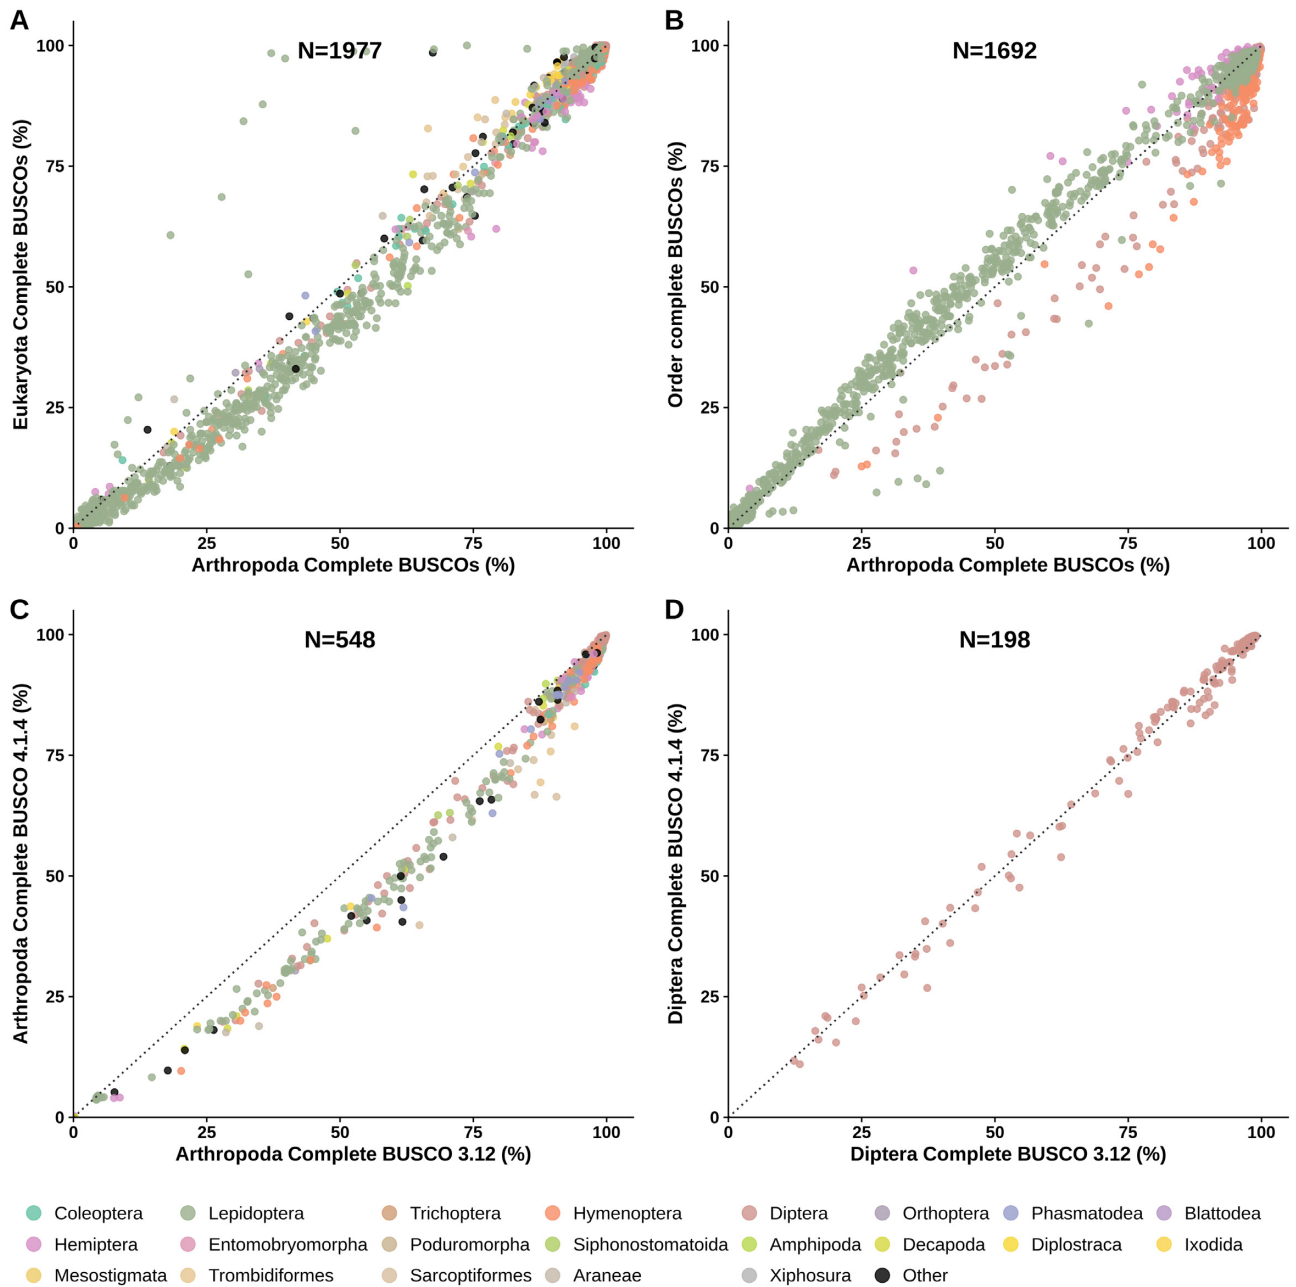 A
N=1977
Eukaryota Complete BUSCOs (%)
100
75
50
25
0
0 25 50 75 100
Arthropoda Complete BUSCOs (%)
B
N=1692
Order complete BUSCOs (%)
100
75
50
25
0
0 25 50 75 100
Arthropoda Complete BUSCOs (%)
C
N=548
Arthropoda Complete BUSCO 4.1.4 (%)
100
75
50
25
0
0 25 50 75 100
Arthropoda Complete BUSCO 3.12 (%)
D
N=198
Diptera Complete BUSCO 4.1.4 (%)
100
75
50
25
0
0 25 50 75 100
Diptera Complete BUSCO 3.12 (%)
Coleoptera Lepidoptera Trichoptera Hymenoptera Diptera Orthoptera Phasmatodea Blattodea
Hemiptera Entomobryomorpha Poduromorpha Siphonostomatoida Amphipoda Decapoda Diplostraca Ixodida
Mesostigmata Trombidiformes Sarcoptiformes Araneae Xiphosura Other